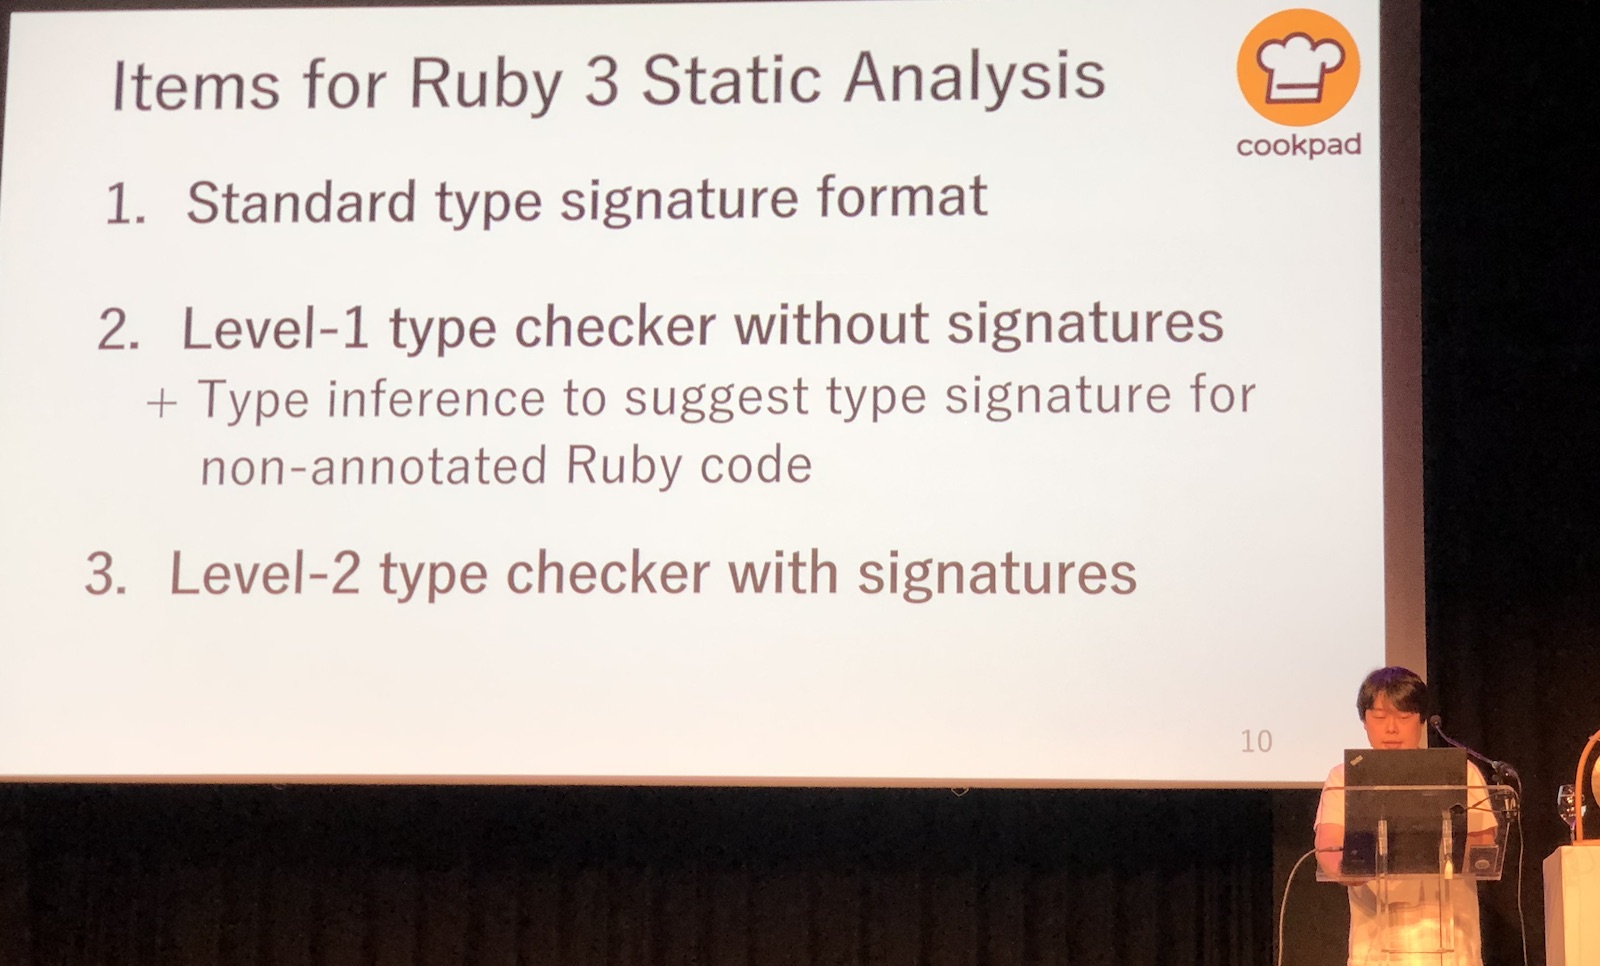 Items for Ruby 3 Static Analysis
cookpad
1. Standard type signature format
2. Level-1 type checker without signatures
+ Type inference to suggest type signature for
non-annotated Ruby code
3. Level-2 type checker with signatures
10